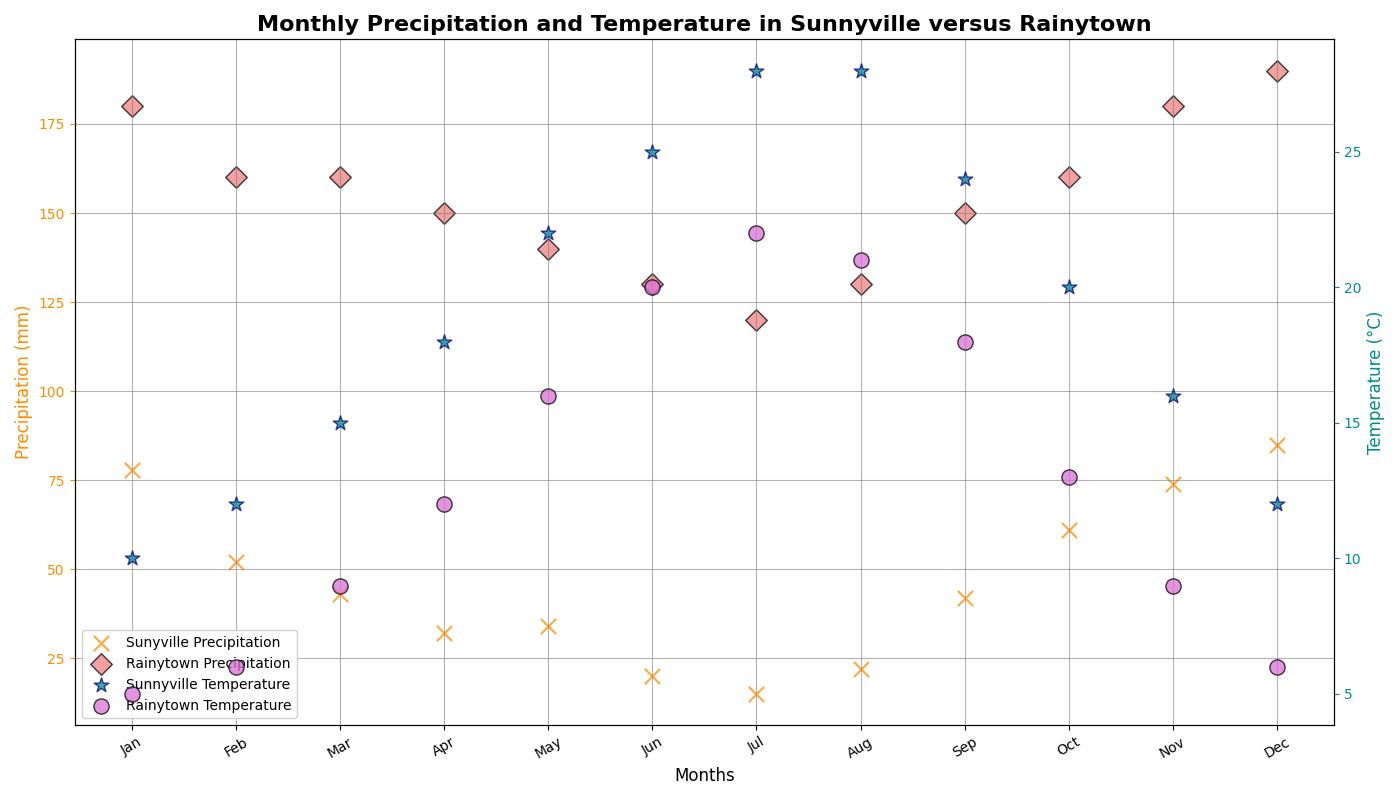 Monthly Precipitation and Temperature in Sunnyville versus Rainytown
Precipitation (mm)
175
150
125
100
75
50
25
Temperature (°C)
25
20
15
10
5
Sunyville Precipitation
Rainytown Precipitation
Sunnyville Temperature
Rainytown Temperature
Jan
Feb
Mar
Apr
May
Jun
Jul
Aug
Sep
Oct
Nov
Dec
Months